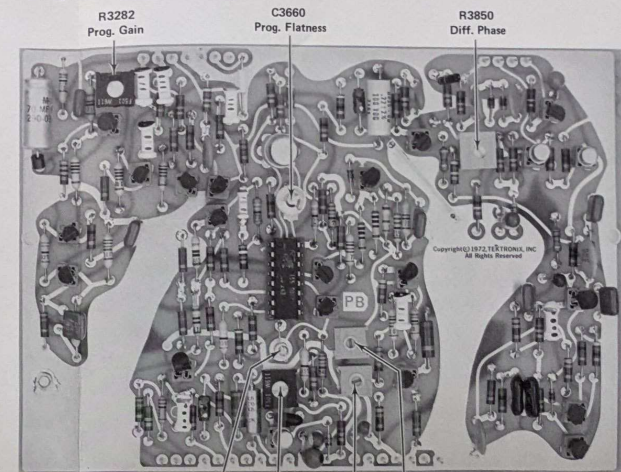 R3282
Prog. Gain
C3660
Prog. Flatness
R3850
Diff. Phase
Copyright© 1972, TEKTRONIX, INC
All Rights Reserved
PB